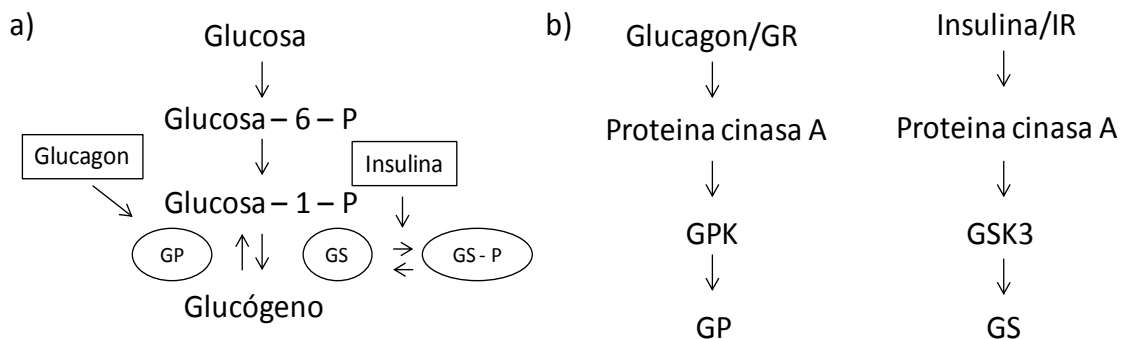 a)
Glucosa
Glucosa – 6 – P
Glucagon
Insulina
Glucosa – 1 – P
GP
GS
GS - P
Glucógeno
b)
Glucagon/GR
Proteina cinasa A
GPK
GP
Insulina/IR
Proteina cinasa A
GSK3
GS